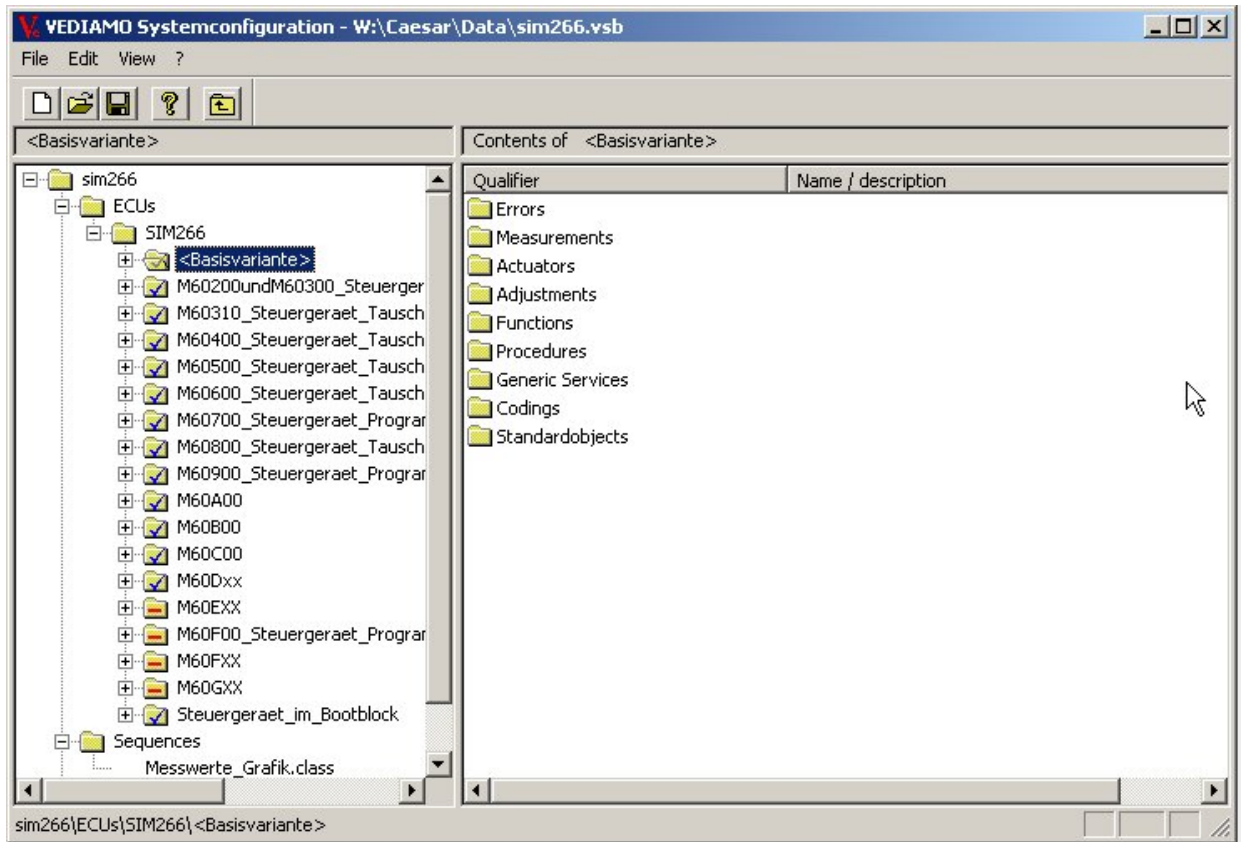 VEDIAMO Systemconfiguration - W:\Caesar\Data\sim266.vsb
File Edit View ?
<Basisvariante>
Contents of <Basisvariante>
sim266
ECUs
SIM266
<Basisvariante>
M60200undM60300_Steuerger
M60310_Steuergeraet_Tausch
M60400_Steuergeraet_Tausch
M60500_Steuergeraet_Tausch
M60600_Steuergeraet_Tausch
M60700_Steuergeraet_Prograr
M60800_Steuergeraet_Tausch
M60900_Steuergeraet_Prograr
M60A00
M60B00
M60C00
M60Dxx
M60EXX
M60F00_Steuergeraet_Prograr
M60FXX
M60GXX
Steuergeraet_im_Bootblock
Sequences
Messwerte_Grafik.class
Qualifier Name / description
Errors
Measurements
Actuators
Adjustments
Functions
Procedures
Generic Services
Codings
Standardobjects
sim266\ECUs\SIM266\<Basisvariante>